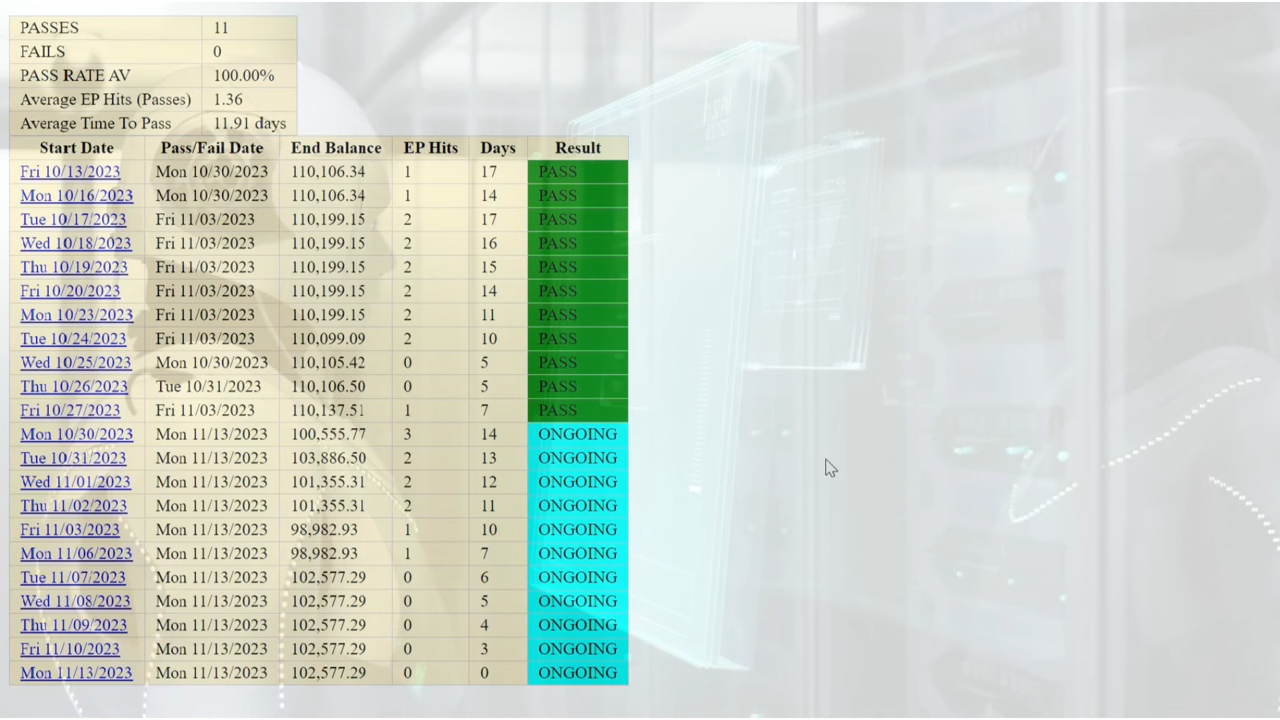 PASSES 11
FAILS 0
PASS RATE AV 100.00%
Average EP Hits (Passes) 1.36
Average Time To Pass 11.91 days
Start Date Pass/Fail Date End Balance EP Hits Days Result
Fri 10/13/2023 Mon 10/30/2023 110,106.34 1 17 PASS
Mon 10/16/2023 Mon 10/30/2023 110,106.34 1 14 PASS
Tue 10/17/2023 Fri 11/03/2023 110,199.15 2 17 PASS
Wed 10/18/2023 Fri 11/03/2023 110,199.15 2 16 PASS
Thu 10/19/2023 Fri 11/03/2023 110,199.15 2 15 PASS
Fri 10/20/2023 Fri 11/03/2023 110,199.15 2 14 PASS
Mon 10/23/2023 Fri 11/03/2023 110,199.15 2 11 PASS
Tue 10/24/2023 Fri 11/03/2023 110,099.09 2 10 PASS
Wed 10/25/2023 Mon 10/30/2023 110,105.42 0 5 PASS
Thu 10/26/2023 Tue 10/31/2023 110,106.50 0 5 PASS
Fri 10/27/2023 Fri 11/03/2023 110,137.51 1 7 PASS
Mon 10/30/2023 Mon 11/13/2023 100,555.77 3 14 ONGOING
Tue 10/31/2023 Mon 11/13/2023 103,886.50 2 13 ONGOING
Wed 11/01/2023 Mon 11/13/2023 101,355.31 2 12 ONGOING
Thu 11/02/2023 Mon 11/13/2023 101,355.31 2 11 ONGOING
Fri 11/03/2023 Mon 11/13/2023 98,982.93 1 10 ONGOING
Mon 11/06/2023 Mon 11/13/2023 98,982.93 1 7 ONGOING
Tue 11/07/2023 Mon 11/13/2023 102,577.29 0 6 ONGOING
Wed 11/08/2023 Mon 11/13/2023 102,577.29 0 5 ONGOING
Thu 11/09/2023 Mon 11/13/2023 102,577.29 0 4 ONGOING
Fri 11/10/2023 Mon 11/13/2023 102,577.29 0 3 ONGOING
Mon 11/13/2023 Mon 11/13/2023 102,577.29 0 0 ONGOING